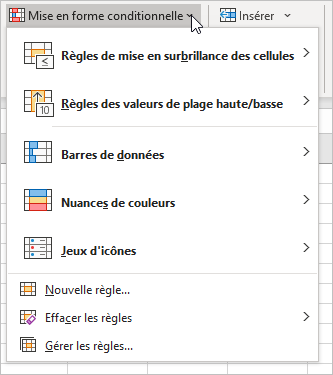 Mise en forme conditionnelle Insérer
≤
Règles de mise en surbrillance des cellules
10
Règles des valeurs de plage haute/basse
Barres de données
Nuances de couleurs
Jeux d'icônes
Nouvelle règle...
Effacer les règles
Gérer les règles...